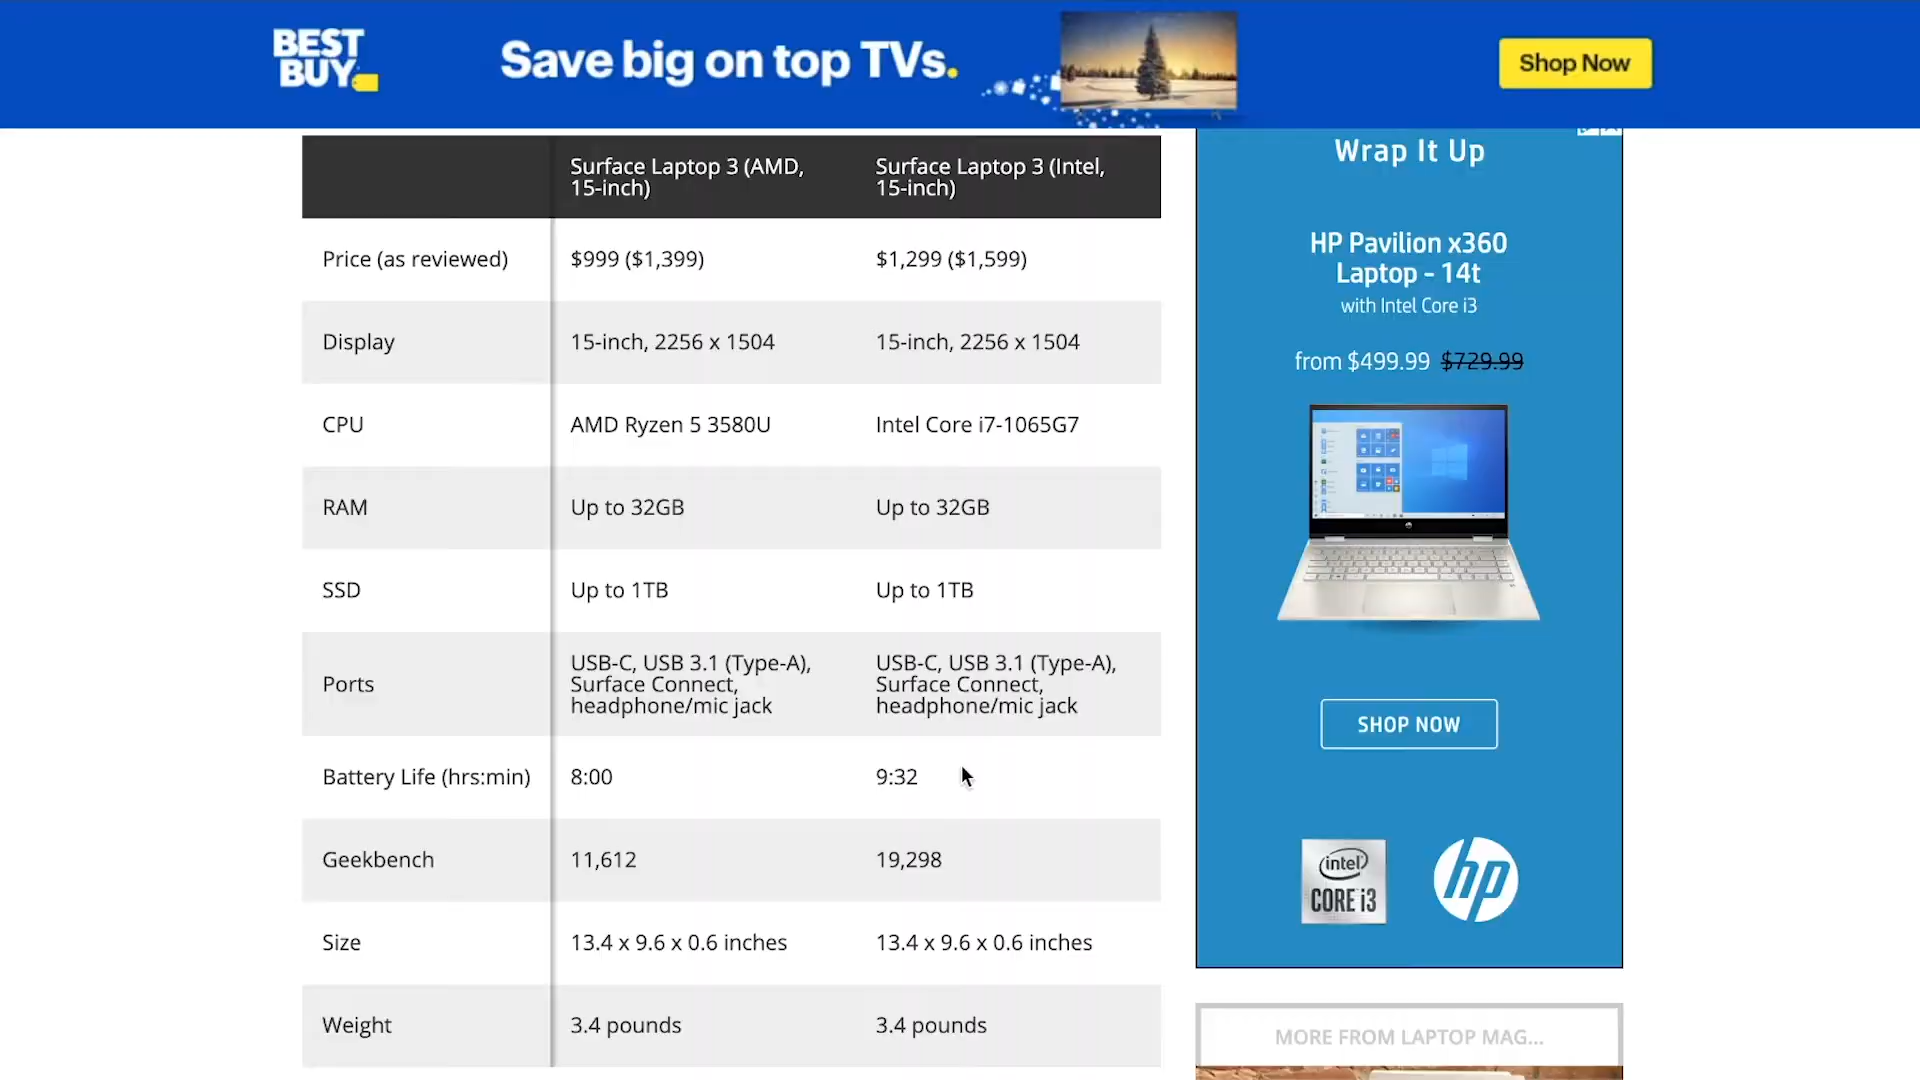 BEST
BUY
Save big on top TVs.
Shop Now
Surface Laptop 3 (AMD,
15-inch)
Surface Laptop 3 (Intel,
15-inch)
Price (as reviewed)
$999 ($1,399)
$1,299 ($1,599)
Display
15-inch, 2256 x 1504
15-inch, 2256 x 1504
CPU
AMD Ryzen 5 3580U
Intel Core i7-1065G7
RAM
Up to 32GB
Up to 32GB
SSD
Up to 1TB
Up to 1TB
Ports
USB-C, USB 3.1 (Type-A),
Surface Connect,
headphone/mic jack
USB-C, USB 3.1 (Type-A),
Surface Connect,
headphone/mic jack
Battery Life (hrs:min)
8:00
9:32
Geekbench
11,612
19,298
Size
13.4 x 9.6 x 0.6 inches
13.4 x 9.6 x 0.6 inches
Weight
3.4 pounds
3.4 pounds
Wrap It Up
HP Pavilion x360
Laptop - 14t
with Intel Core i3
from $499.99 $729.99
SHOP NOW
intel
CORE i3
hp
MORE FROM LAPTOP MAG...